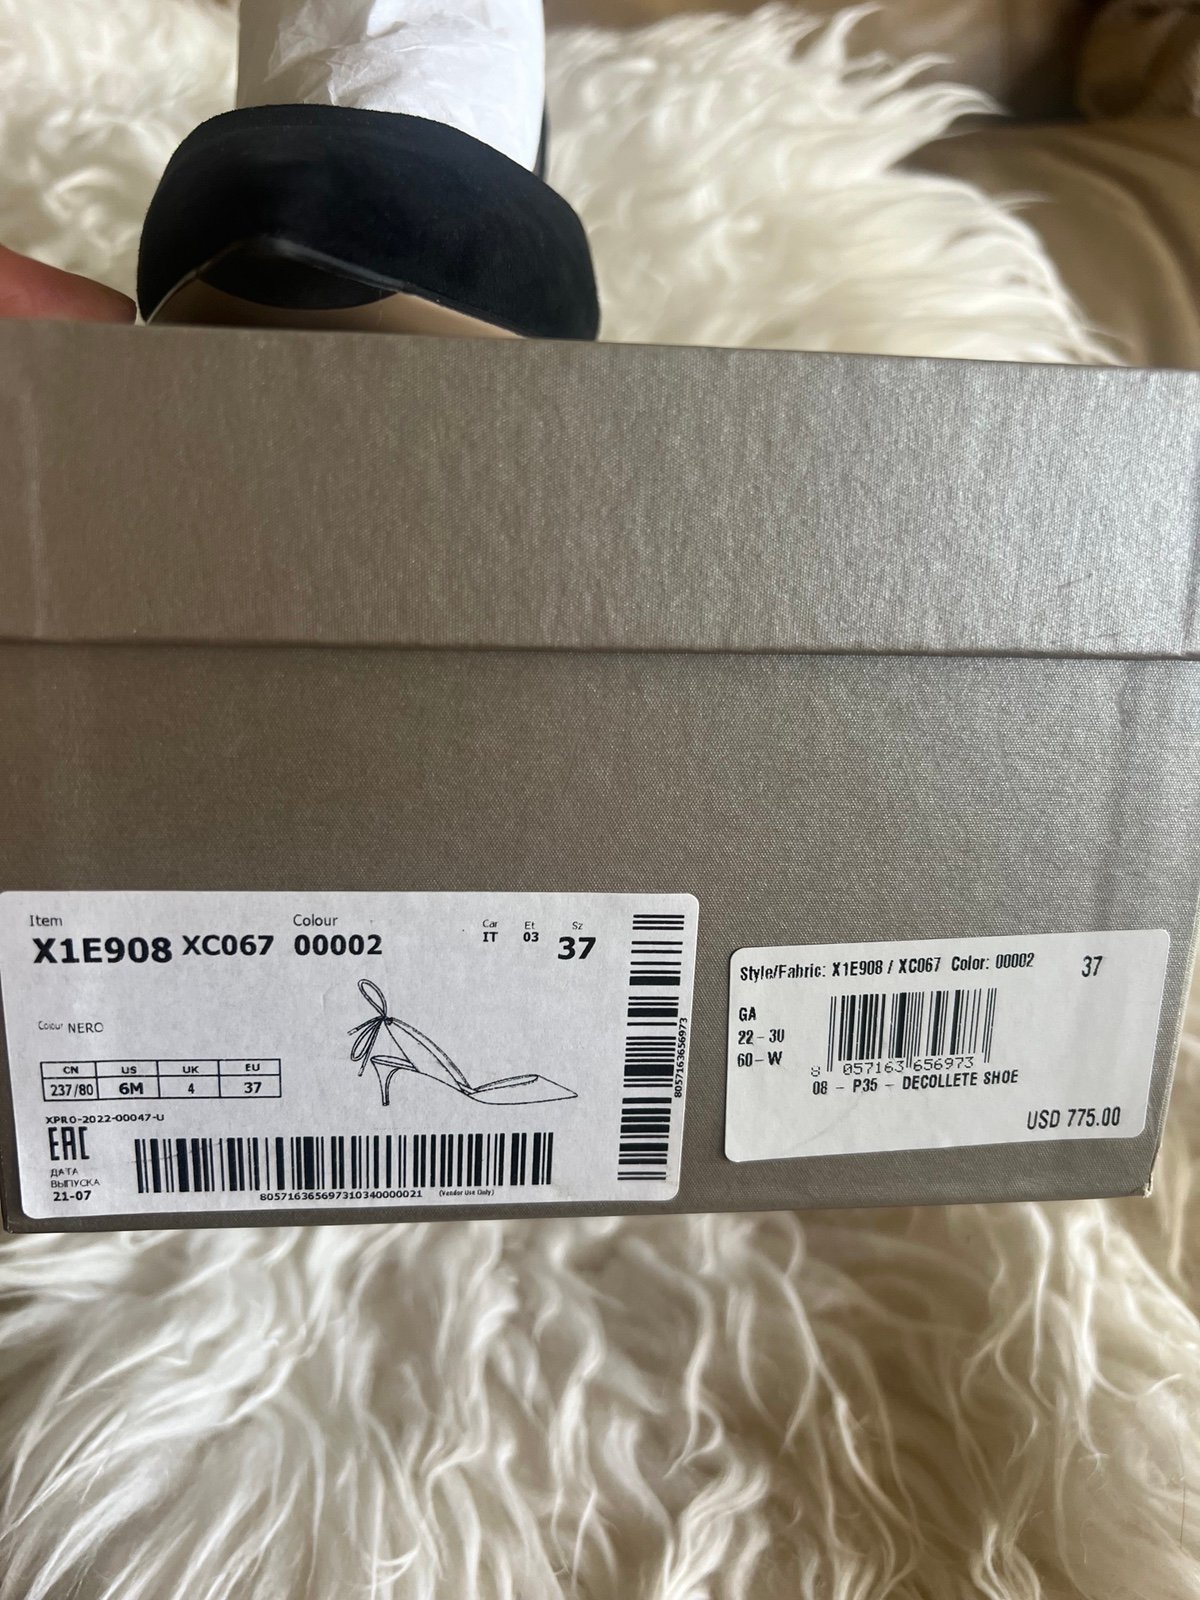 Item Colour Car Et Sz
X1E908 XC067 00002 IT 03 37
Colour NERO
CN US UK EU
237/80 6M 4 37
XPRO-2022-00047-U
EAC
ДАТА
ВЫПУСКА
21-07
805716365697310340000021 (Vendor Use Only)
8057163656973
Style/Fabric: X1E908 / XC067 Color: 00002 37
GA
22-30
60-W
8 057163 656973
08 - P35 - DECOLLETE SHOE
USD 775.00